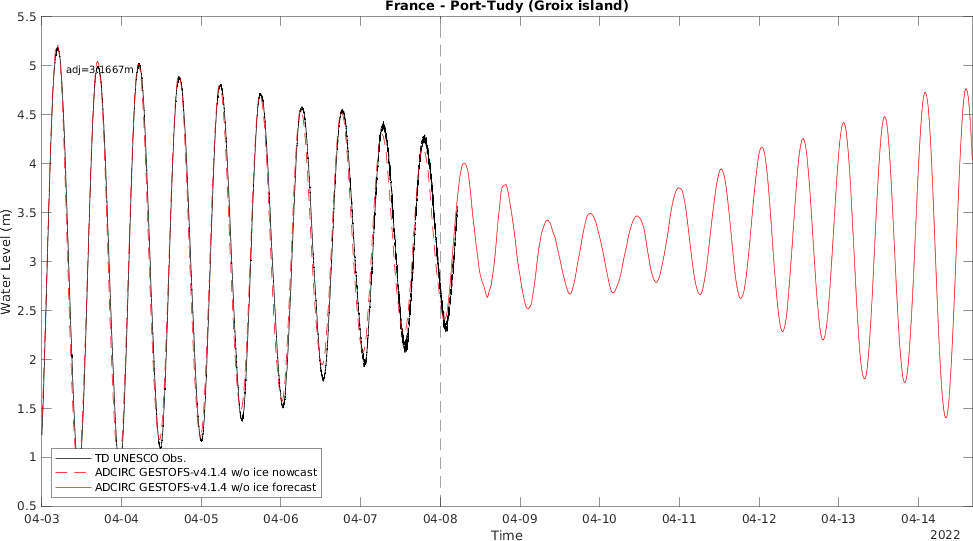 France - Port-Tudy (Groix island)
5.5
5
4.5
4
3.5
3
2.5
2
1.5
1
0.5
Water Level (m)
adj=3.1667m
TD UNESCO Obs.
ADCIRC GESTOFS-v4.1.4 w/o ice nowcast
ADCIRC GESTOFS-v4.1.4 w/o ice forecast
04-03 04-04 04-05 04-06 04-07 04-08 04-09 04-10 04-11 04-12 04-13 04-14
Time
2022